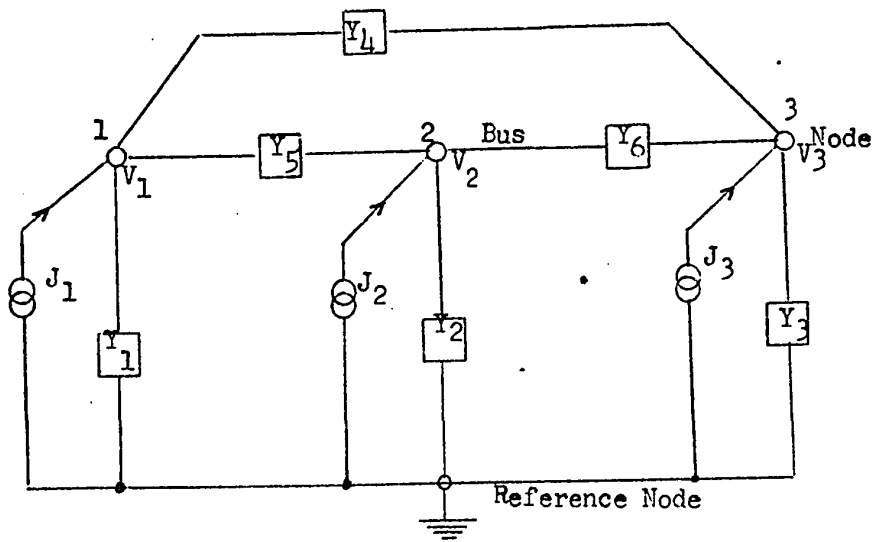 Y4
1
Y5
2
Bus
Y6
3
Node
V1
V2
V3
J1
J2
J3
Y1
Y2
Y3
Reference Node